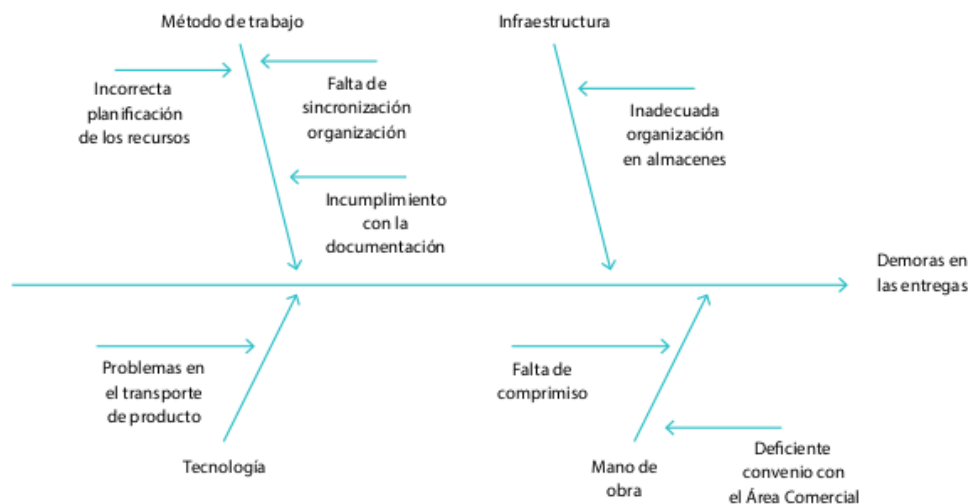 Método de trabajo
Infraestructura
Incorrecta
planificación
de los recursos
Falta de
sincronización
organización
Inadecuada
organización
en almacenes
Incumplimiento
con la
documentación
Demoras en
las entregas
Problemas en
el transporte
de producto
Falta de
comprimiso
Tecnología
Mano de
obra
Deficiente
convenio con
el Área Comercial